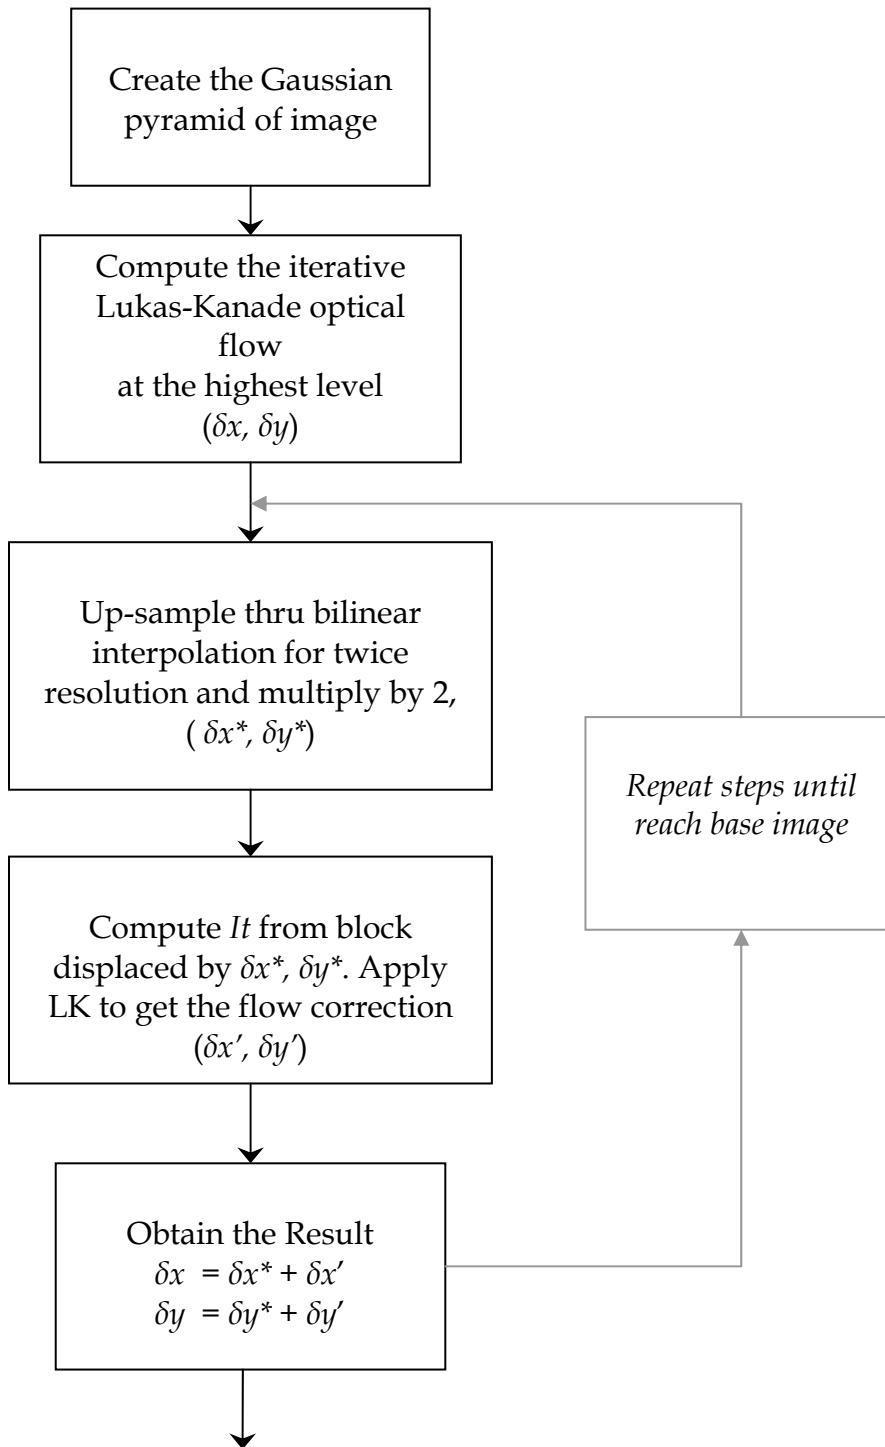 Create the Gaussian
pyramid of image
Compute the iterative
Lukas-Kanade optical
flow
at the highest level
(δx, δy)
Up-sample thru bilinear
interpolation for twice
resolution and multiply by 2,
( δx*, δy*)
Repeat steps until
reach base image
Compute It from block
displaced by δx*, δy*. Apply
LK to get the flow correction
(δx’, δy’)
Obtain the Result
δx = δx* + δx’
δy = δy* + δy’